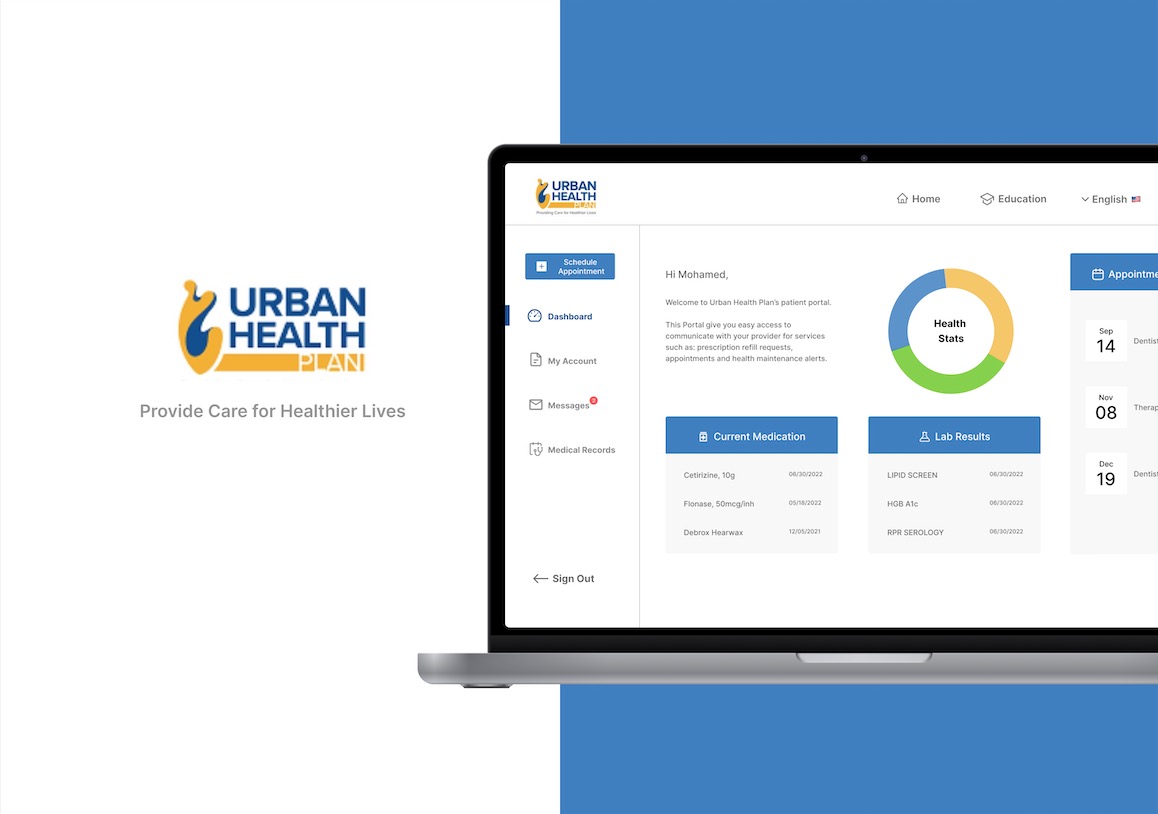 URBAN
HEALTH
PLAN
Provide Care for Healthier Lives
URBAN
HEALTH
PLAN
Providing Care for Healthier Lives
Home
Education
English
Schedule
Appointment
Dashboard
My Account
Messages
2
Medical Records
Sign Out
Hi Mohamed,
Welcome to Urban Health Plan's patient portal.
This Portal give you easy access to
communicate with your provider for services
such as: prescription refill requests,
appointments and health maintenance alerts.
Health
Stats
Current Medication
Cetirizine, 10g 06/30/2022
Flonase, 50mcg/inh 05/18/2022
Debrox Hearwax 12/05/2021
Lab Results
LIPID SCREEN 06/30/2022
HGB A1c 06/30/2022
RPR SEROLOGY 06/30/2022
Appointme
Sep
14 Dentist
Nov
08 Therap
Dec
19 Dentist